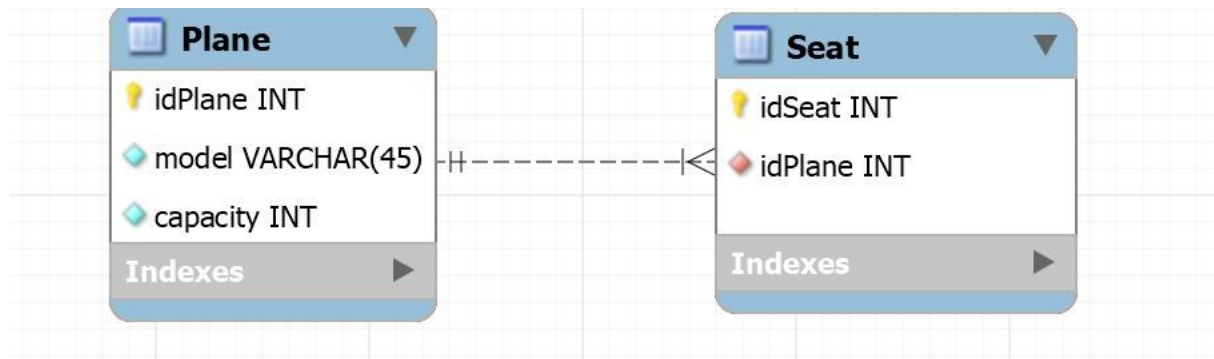 Plane
idPlane INT
model VARCHAR(45)
capacity INT
Indexes
Seat
idSeat INT
idPlane INT
Indexes